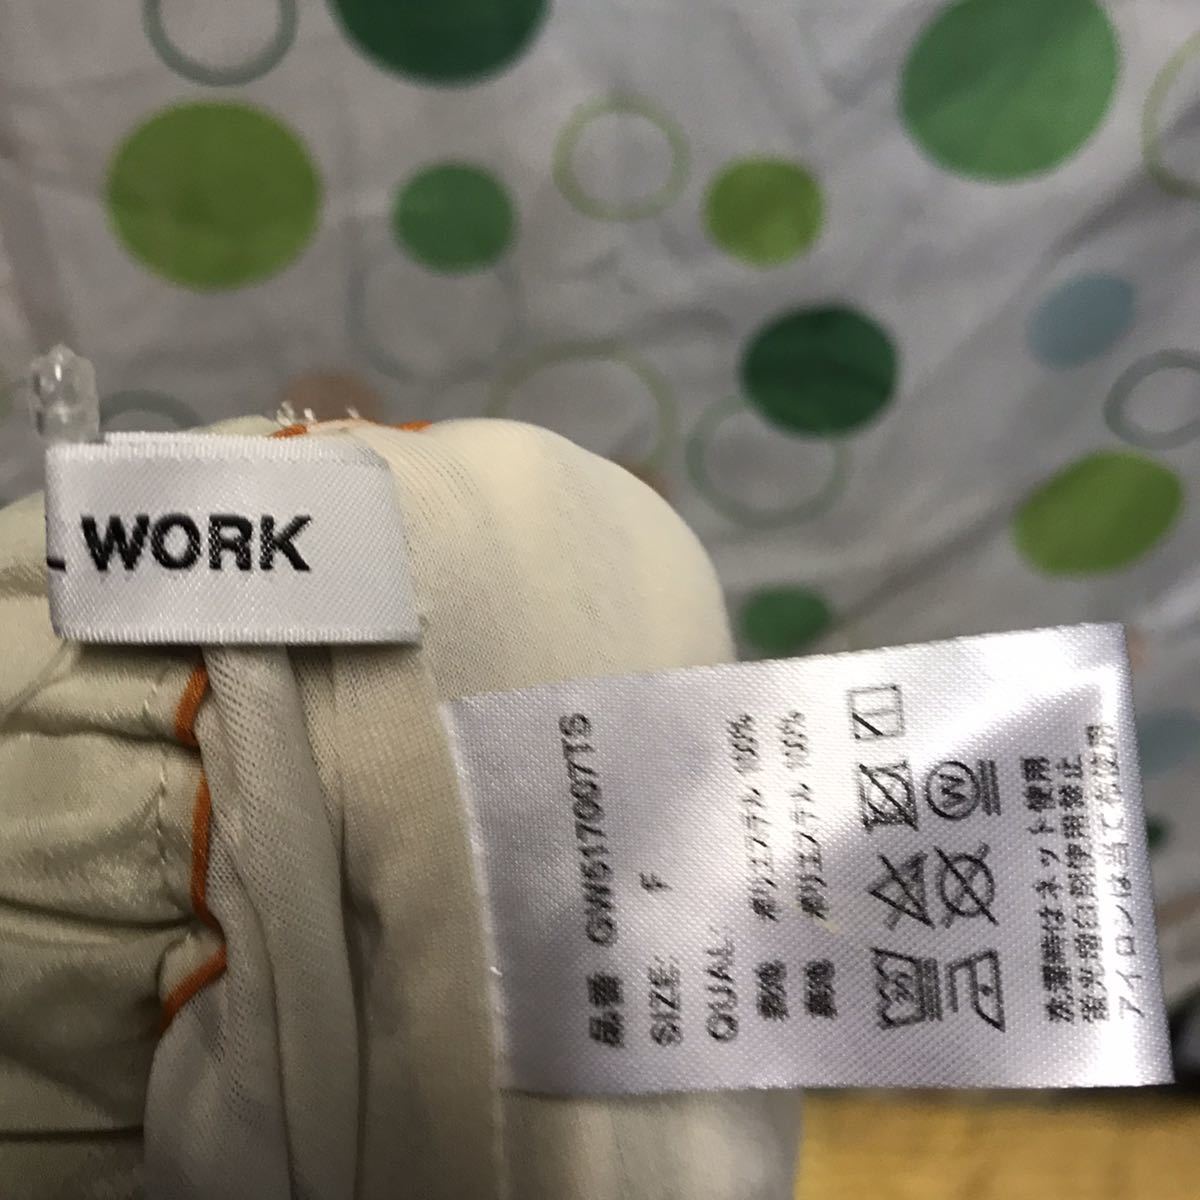 L WORK
品番 GW517007TS
SIZE: F
QUAL:
表地 ポリエステル 100%
裏地 ポリエステル 100%
W
洗濯時はネット使用
蛍光増白剤使用禁止
アイロンは当て布使用